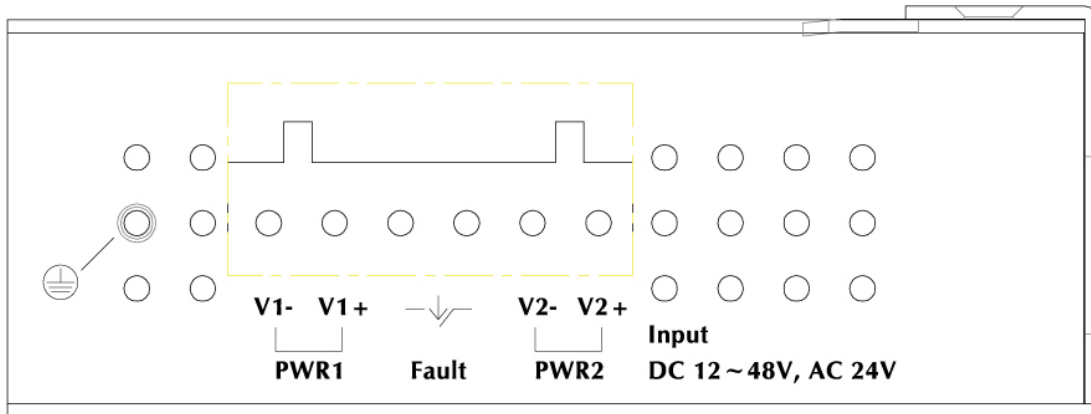 V1- V1+ V2- V2+
Input
PWR1 Fault PWR2 DC 12~48V, AC 24V